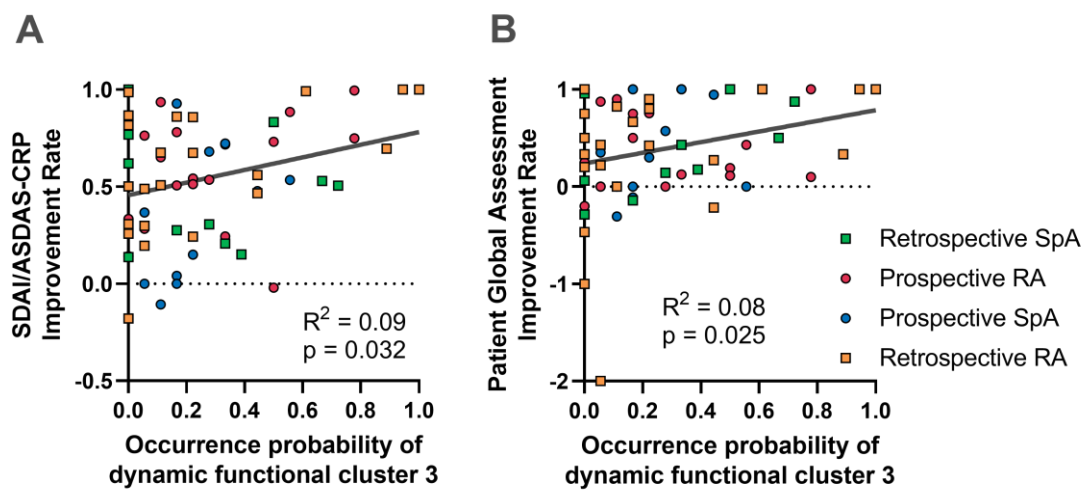 A
SDAI/ASDAS-CRP
Improvement Rate
1.0
0.5
0.0
-0.5
R² = 0.09
p = 0.032
0.0 0.2 0.4 0.6 0.8 1.0
Occurrence probability of
dynamic functional cluster 3
B
Patient Global Assessment
Improvement Rate
1
0
-1
-2
R² = 0.08
p = 0.025
0.0 0.2 0.4 0.6 0.8 1.0
Occurrence probability of
dynamic functional cluster 3
Retrospective SpA
Prospective RA
Prospective SpA
Retrospective RA